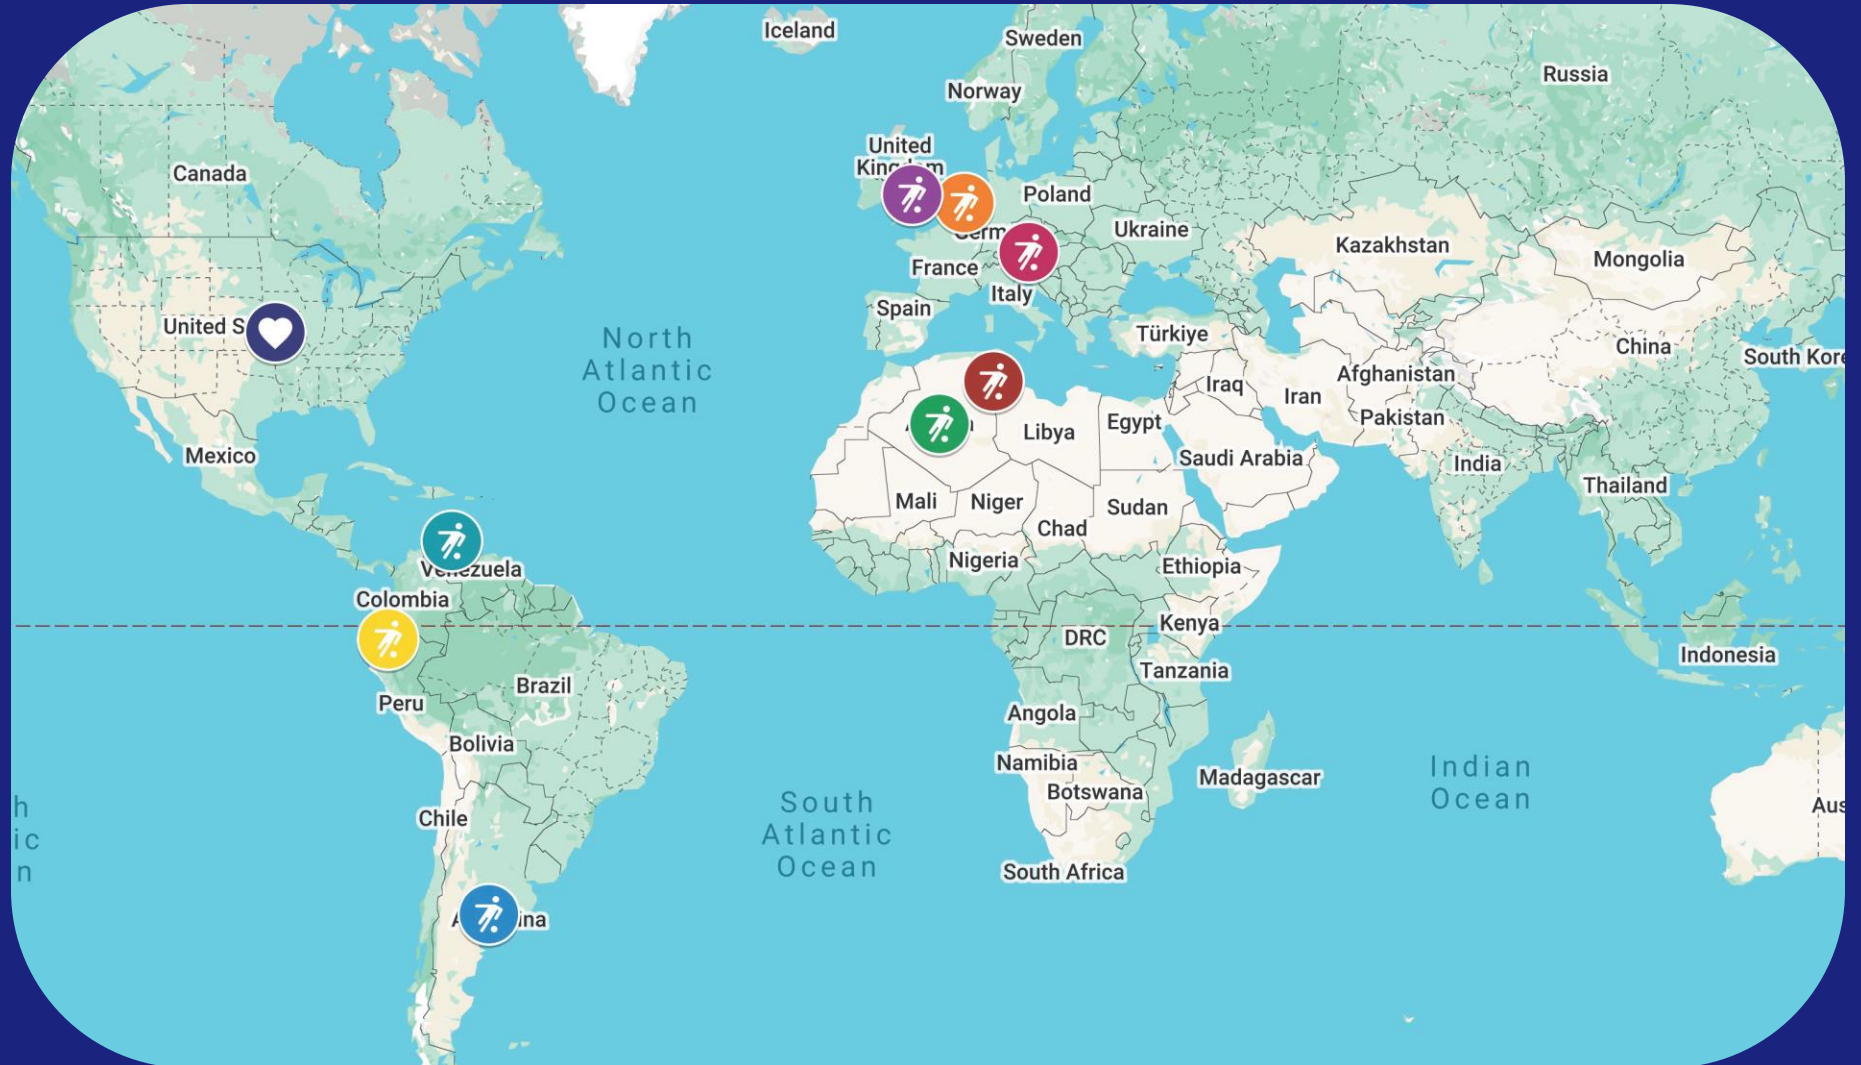 Iceland
Sweden
Russia
Norway
United
Kingdom
Canada
Poland
Ukraine
Kazakhstan
Mongolia
France
Italy
Spain
United S
Türkiye
North
Atlantic
Ocean
China
South Kore
Iraq
Iran
Afghanistan
Pakistan
Egypt
Libya
Mexico
Saudi Arabia
India
Thailand
Mali
Niger
Chad
Sudan
Nigeria
Ethiopia
Venezuela
Colombia
Kenya
DRC
Indonesia
Tanzania
Brazil
Peru
Angola
Bolivia
Namibia
Botswana
Madagascar
Indian
Ocean
h
ic
n
South
Atlantic
Ocean
Chile
Aus
South Africa